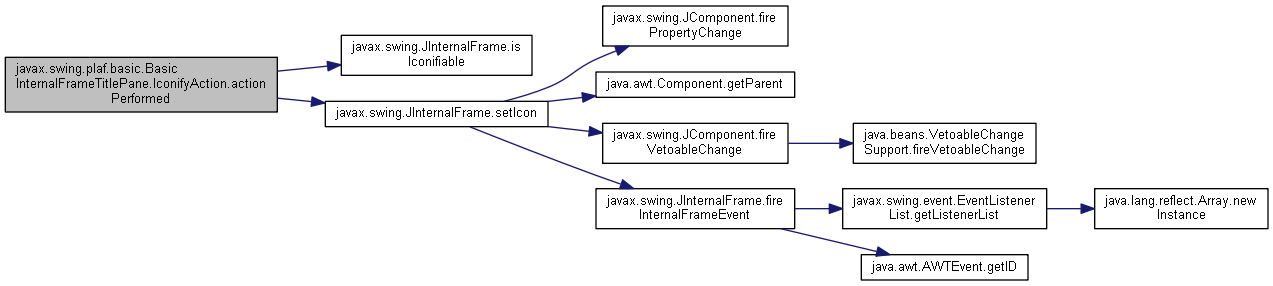 javax.swing.plaf.basic.Basic
InternalFrameTitlePane.IconifyAction.action
Performed
javax.swing.JInternalFrame.is
Iconifiable
javax.swing.JInternalFrame.setIcon
javax.swing.JComponent.fire
PropertyChange
java.awt.Component.getParent
javax.swing.JComponent.fire
VetoableChange
java.beans.VetoableChange
Support.fireVetoableChange
javax.swing.JInternalFrame.fire
InternalFrameEvent
javax.swing.event.EventListener
List.getListenerList
java.lang.reflect.Array.new
Instance
java.awt.AWTEvent.getID